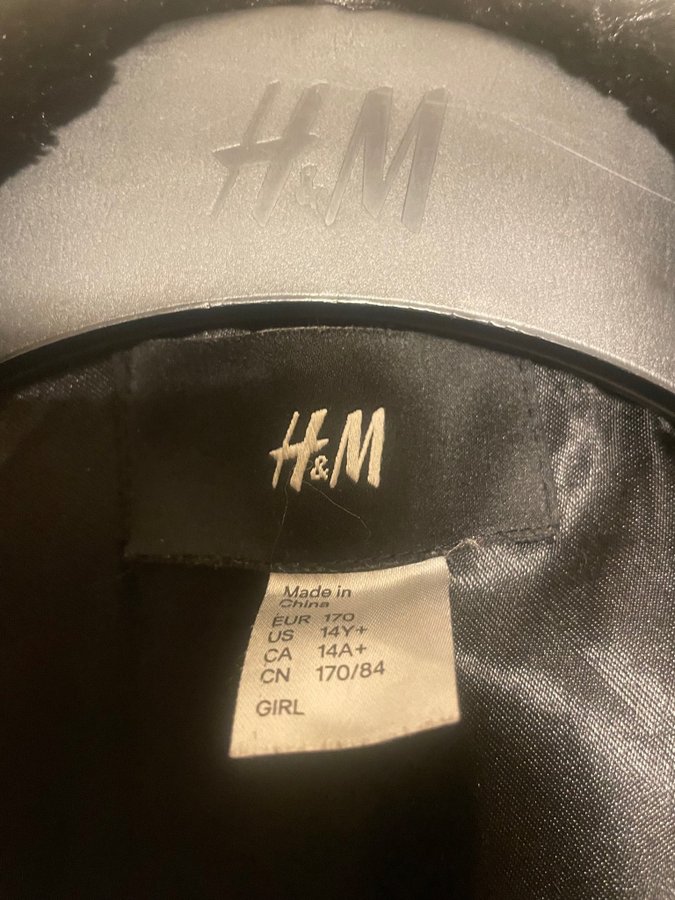 H&M
H&M
Made in
China
EUR 170
US 14Y+
CA 14A+
CN 170/84
GIRL